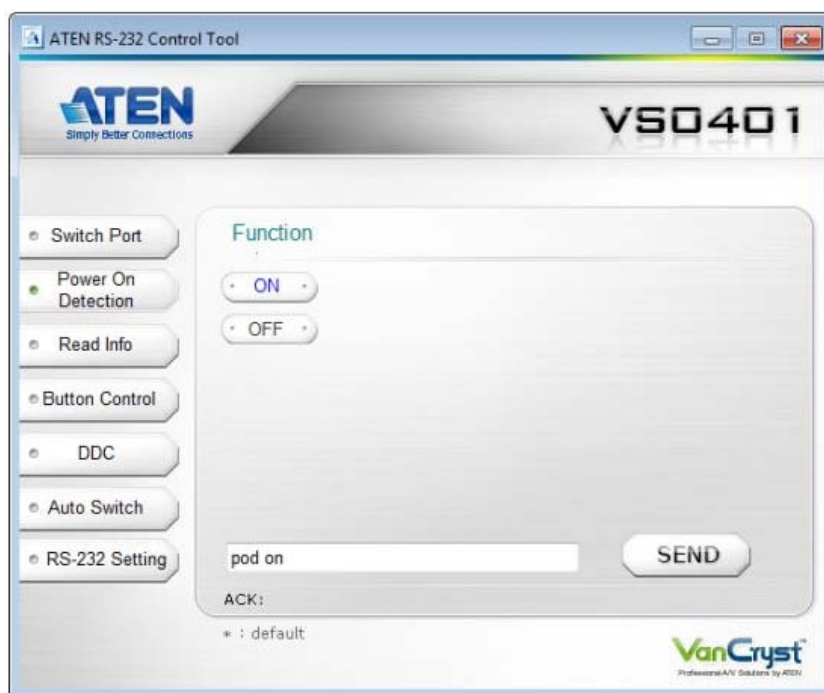 ATEN RS-232 Control Tool
ATEN
Simply Better Connections
VS0401
Switch Port
Power On
Detection
Read Info
Button Control
DDC
Auto Switch
RS-232 Setting
Function
ON
OFF
pod on
SEND
ACK:
* : default
VanCryst™
Professional A/V Solutions by ATEN